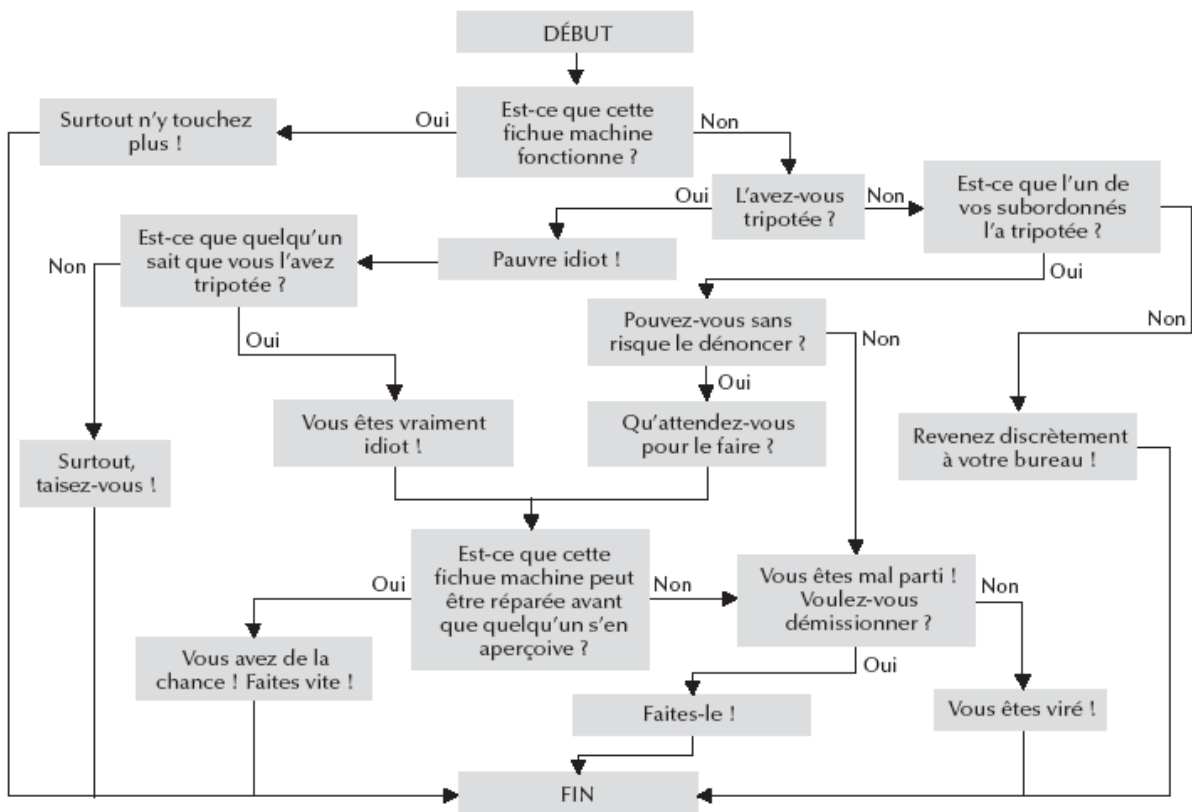 DÉBUT
Est-ce que cette
fichue machine
fonctionne ?
Oui
Non
Surtout n'y touchez
plus !
L'avez-vous
tripotée ?
Oui
Non
Est-ce que l'un de
vos subordonnés
l'a tripotée ?
Oui
Non
Pauvre idiot !
Est-ce que quelqu'un
sait que vous l'avez
tripotée ?
Non
Oui
Pouvez-vous sans
risque le dénoncer ?
Non
Oui
Vous êtes vraiment
idiot !
Qu'attendez-vous
pour le faire ?
Revenez discrètement
à votre bureau !
Surtout,
taisez-vous !
Est-ce que cette
fichue machine peut
être réparée avant
que quelqu'un s'en
aperçoive ?
Oui
Non
Vous êtes mal parti !
Voulez-vous
démissionner ?
Non
Oui
Vous avez de la
chance ! Faites vite !
Faites-le !
Vous êtes viré !
FIN